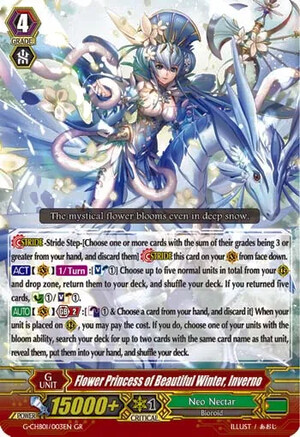 4
GRADE
The mystical flower blooms even in deep snow.
STRIDE -Stride Step-[Choose one or more cards with the sum of their grades being 3 or
greater from your hand, and discard them] STRIDE this card on your from face down.
ACT 1/Turn : (1) Choose up to five normal units in total from your
and drop zone, return them to your deck, and shuffle your deck. If you returned five
cards, (1).
AUTO GB 2 : (1) & Choose a card from your hand, and discard it] When your
unit is placed on , you may pay the cost. If you do, choose one of your units with the
bloom ability, search your deck for up to two cards with the same card name as that unit,
reveal them, put them into your hand, and shuffle your deck.
G UNIT
Flower Princess of Beautiful Winter, Inverno
POWER
15000+
1
CRITICAL
Neo Nectar
Bioroid
G-CHB01/003EN GR
ILLUST /